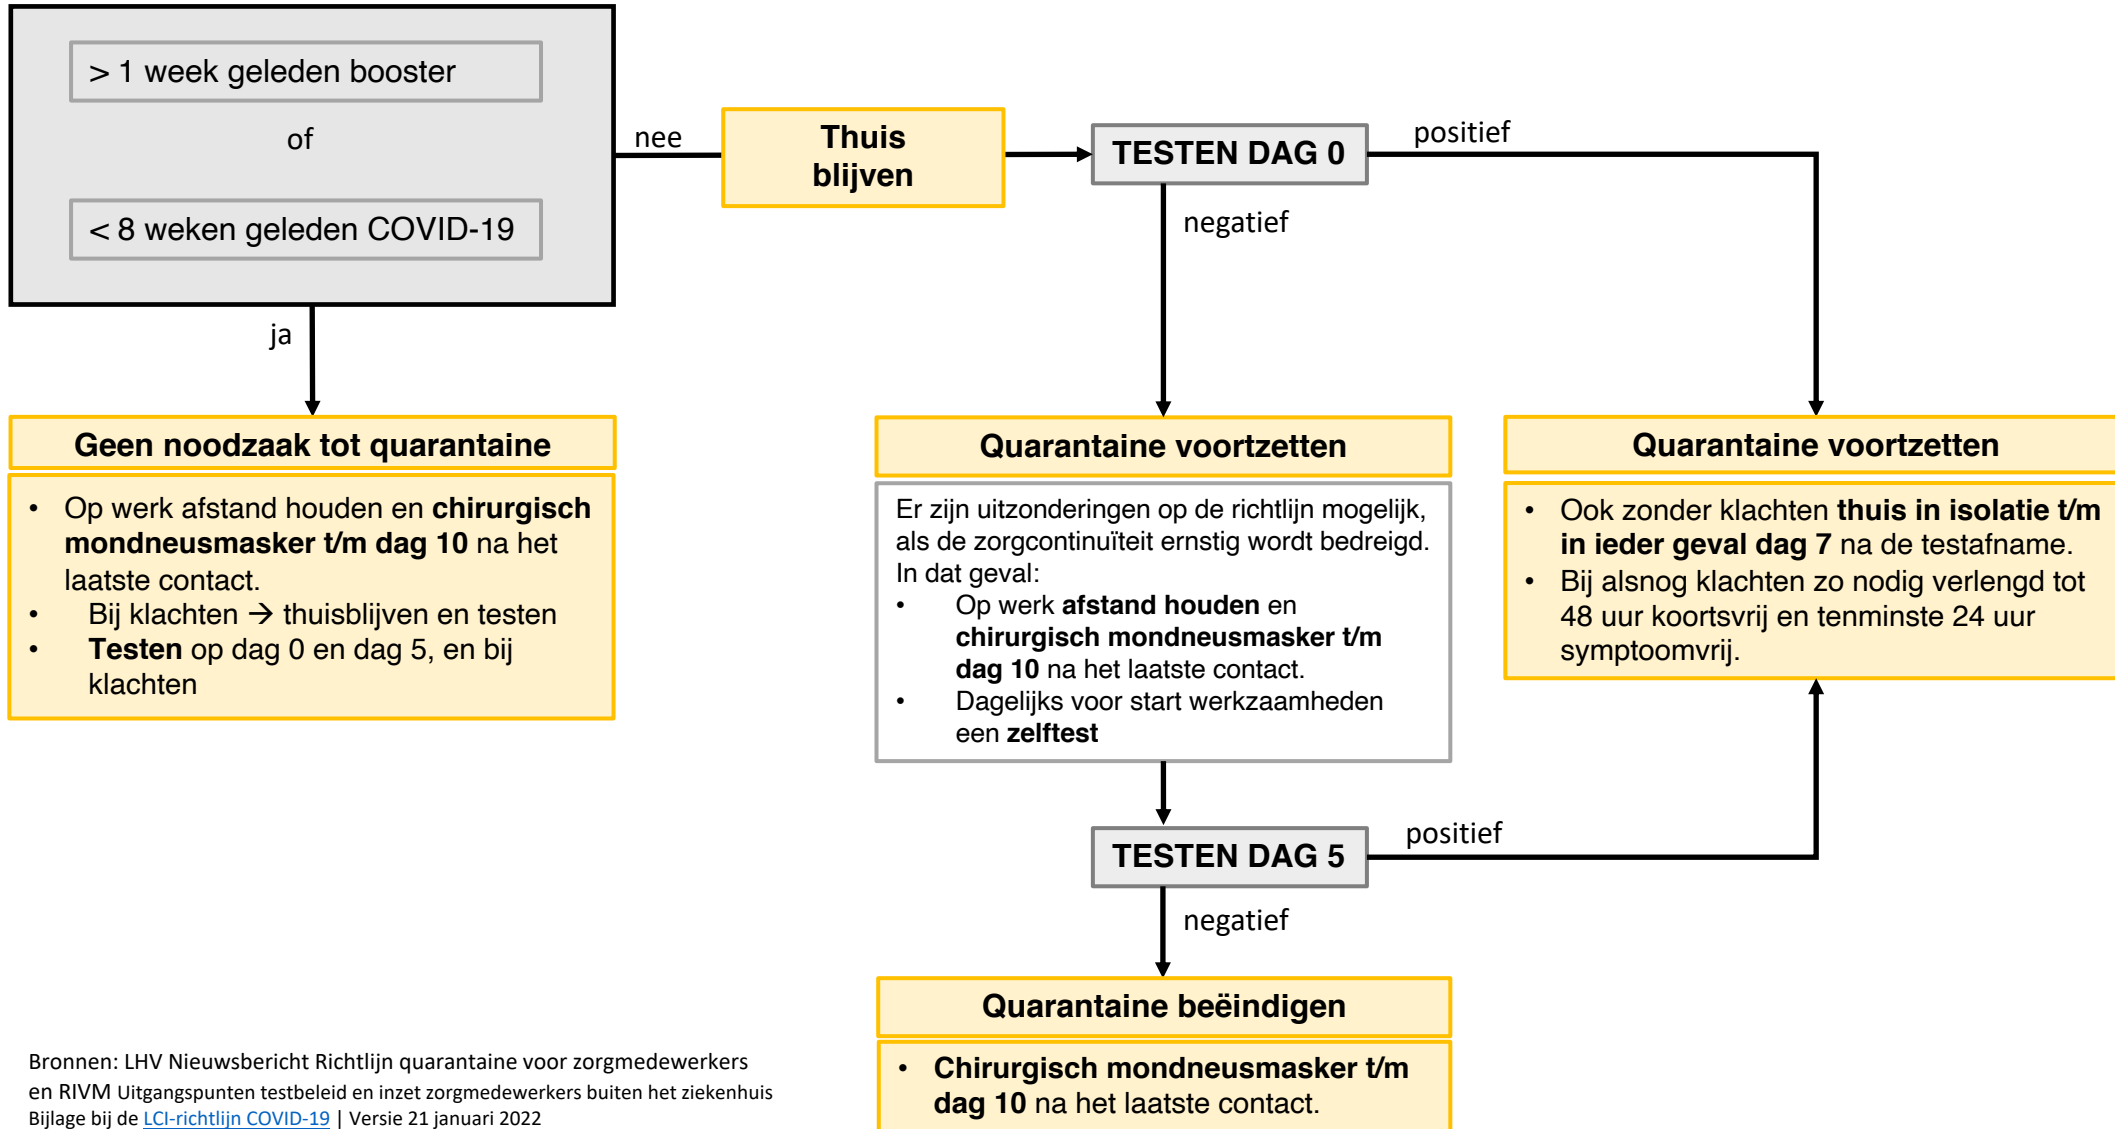 > 1 week geleden booster
of
< 8 weken geleden COVID-19
nee
ja
Thuis
blijven
TESTEN DAG 0
positief
negatief
Geen noodzaak tot quarantaine
• Op werk afstand houden en chirurgisch
mondneusmasker t/m dag 10 na het
laatste contact.
• Bij klachten → thuisblijven en testen
• Testen op dag 0 en dag 5, en bij
klachten
Quarantaine voortzetten
Er zijn uitzonderingen op de richtlijn mogelijk,
als de zorgcontinuïteit ernstig wordt bedreigd.
In dat geval:
• Op werk afstand houden en
chirurgisch mondneusmasker t/m
dag 10 na het laatste contact.
• Dagelijks voor start werkzaamheden
een zelftest
Quarantaine voortzetten
• Ook zonder klachten thuis in isolatie t/m
in ieder geval dag 7 na de testafname.
• Bij alsnog klachten zo nodig verlengd tot
48 uur koortsvrij en tenminste 24 uur
symptoomvrij.
TESTEN DAG 5
positief
negatief
Quarantaine beëindigen
• Chirurgisch mondneusmasker t/m
dag 10 na het laatste contact.
Bronnen: LHV Nieuwsbericht Richtlijn quarantaine voor zorgmedewerkers
en RIVM Uitgangspunten testbeleid en inzet zorgmedewerkers buiten het ziekenhuis
Bijlage bij de LCI-richtlijn COVID-19 | Versie 21 januari 2022